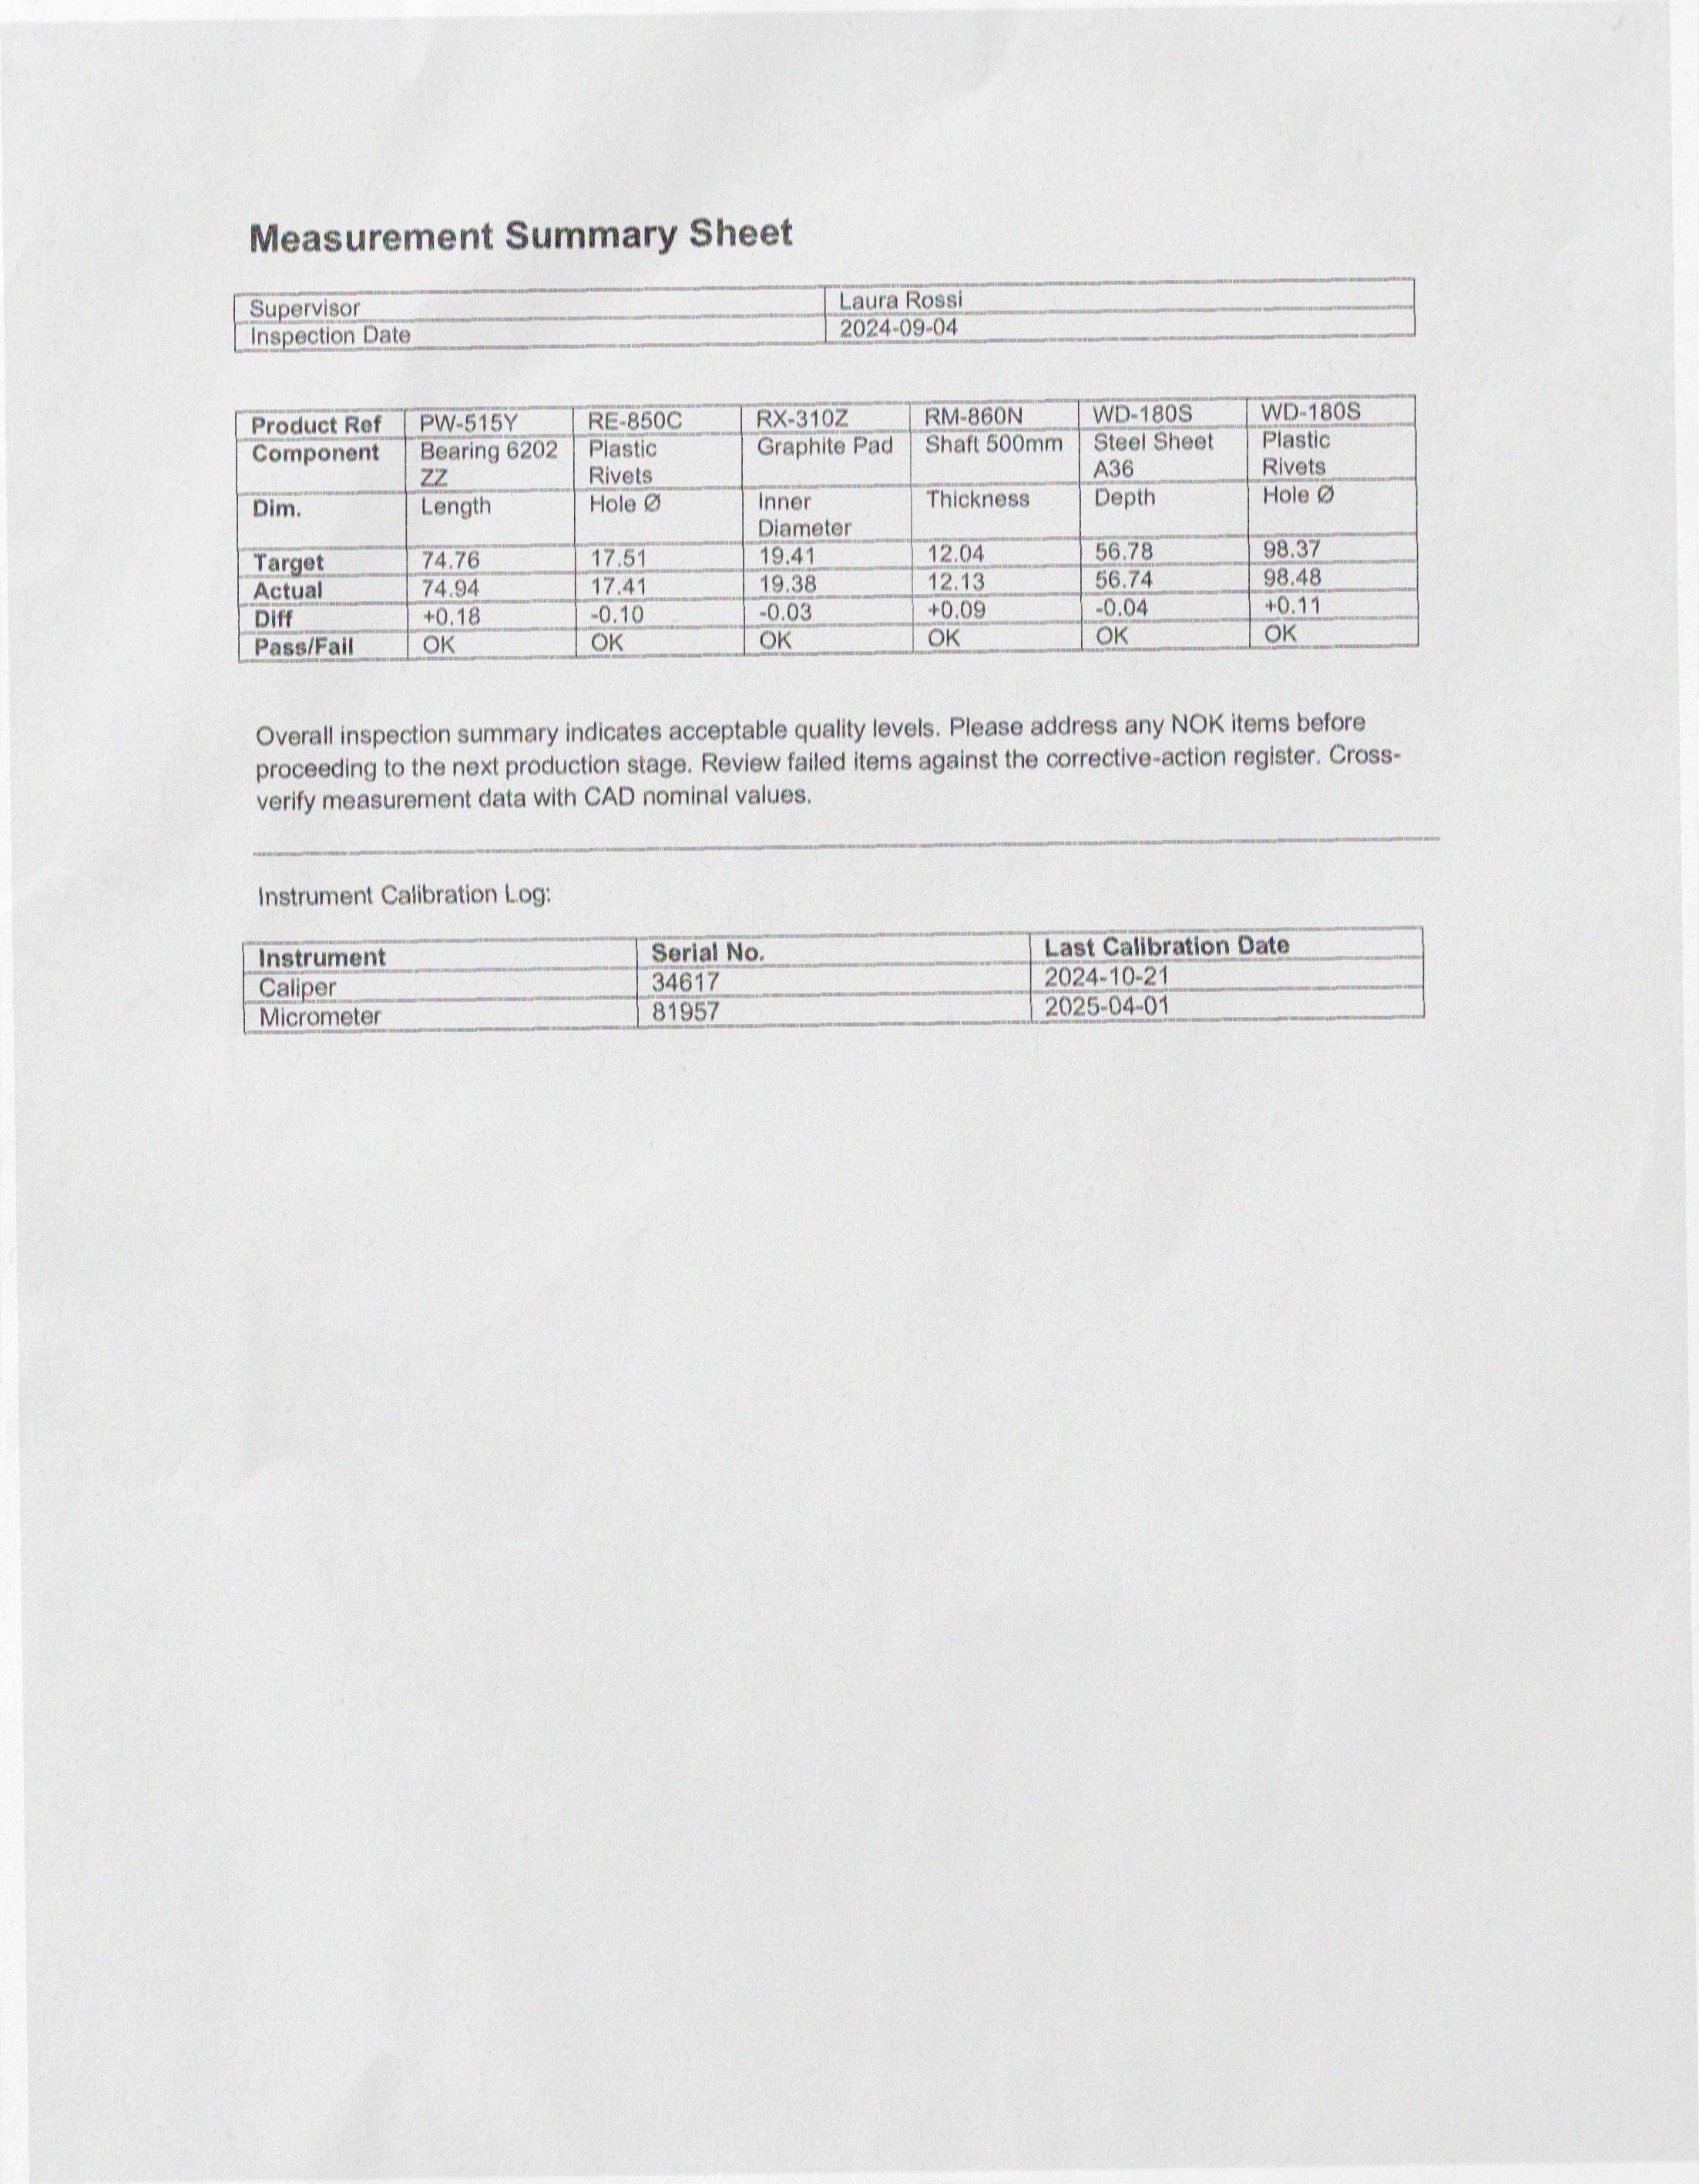 Measurement Summary Sheet
Supervisor Laura Rossi
Inspection Date 2024-09-04
Product Ref PW-515Y RE-850C RX-310Z RM-860N WD-180S WD-180S
Component Bearing 6202 ZZ Plastic Rivets Graphite Pad Shaft 500mm Steel Sheet A36 Plastic Rivets
Dim. Length Hole Ø Inner Diameter Thickness Depth Hole Ø
Target 74.76 17.51 19.41 12.04 56.78 98.37
Actual 74.94 17.41 19.38 12.13 56.74 98.48
Diff +0.18 -0.10 -0.03 +0.09 -0.04 +0.11
Pass/Fail OK OK OK OK OK OK
Overall inspection summary indicates acceptable quality levels. Please address any NOK items before
proceeding to the next production stage. Review failed items against the corrective-action register. Cross-
verify measurement data with CAD nominal values.
Instrument Calibration Log:
Instrument Serial No. Last Calibration Date
Caliper 34617 2024-10-21
Micrometer 81957 2025-04-01